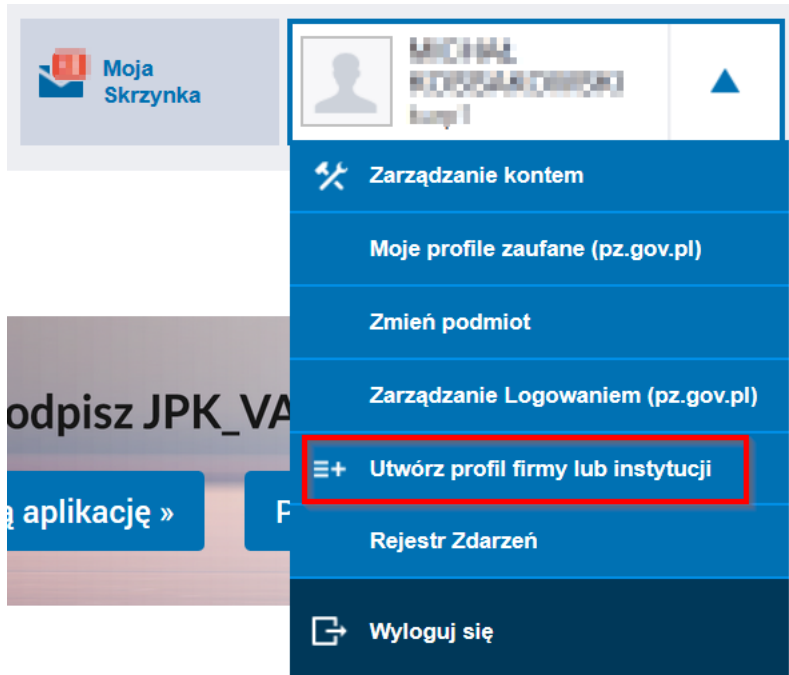 Moja
Skrzynka
Zarządzanie kontem
Moje profile zaufane (pz.gov.pl)
Zmień podmiot
Zarządzanie Logowaniem (pz.gov.pl)
odpisz JPK_VA
Utwórz profil firmy lub instytucji
aplikację »
P
Rejestr Zdarzeń
Wyloguj się